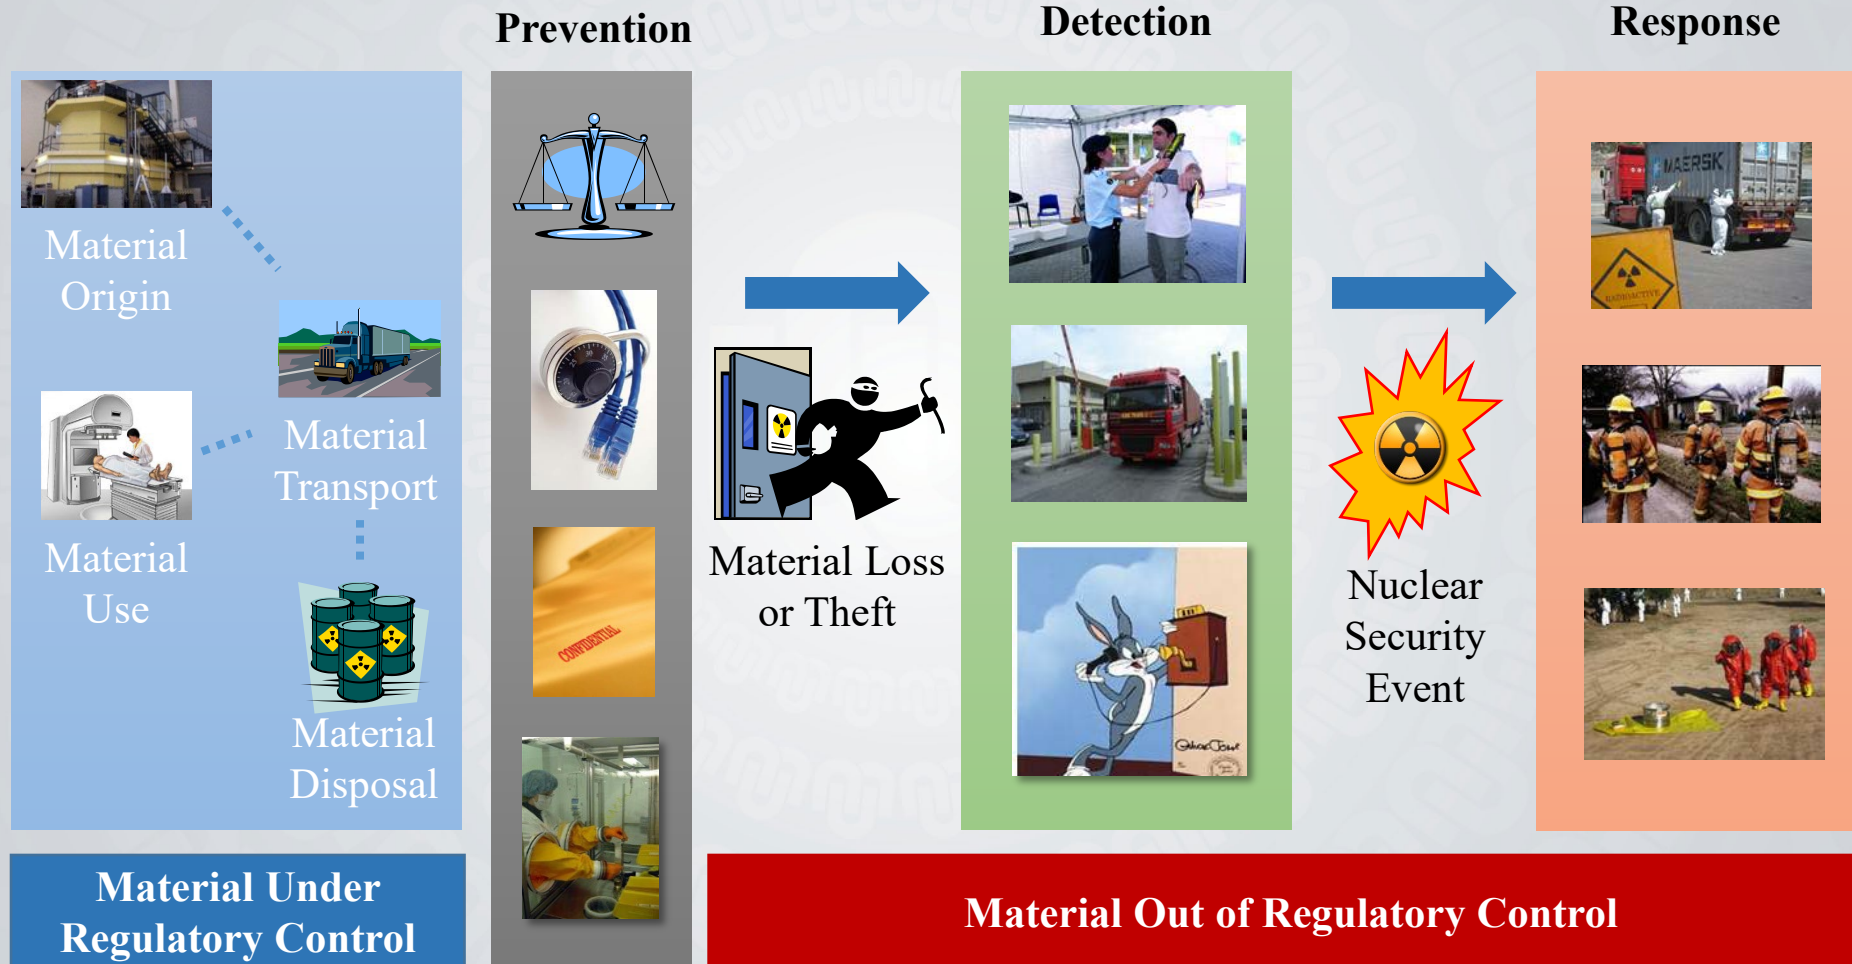 Prevention
Detection
Response
Material
Origin
Material
Transport
Material
Use
Material
Disposal
CONFIDENTIAL
Material Loss
or Theft
MAERSK
RADIOACTIVE
Nuclear
Security
Event
Material Under
Regulatory Control
Material Out of Regulatory Control